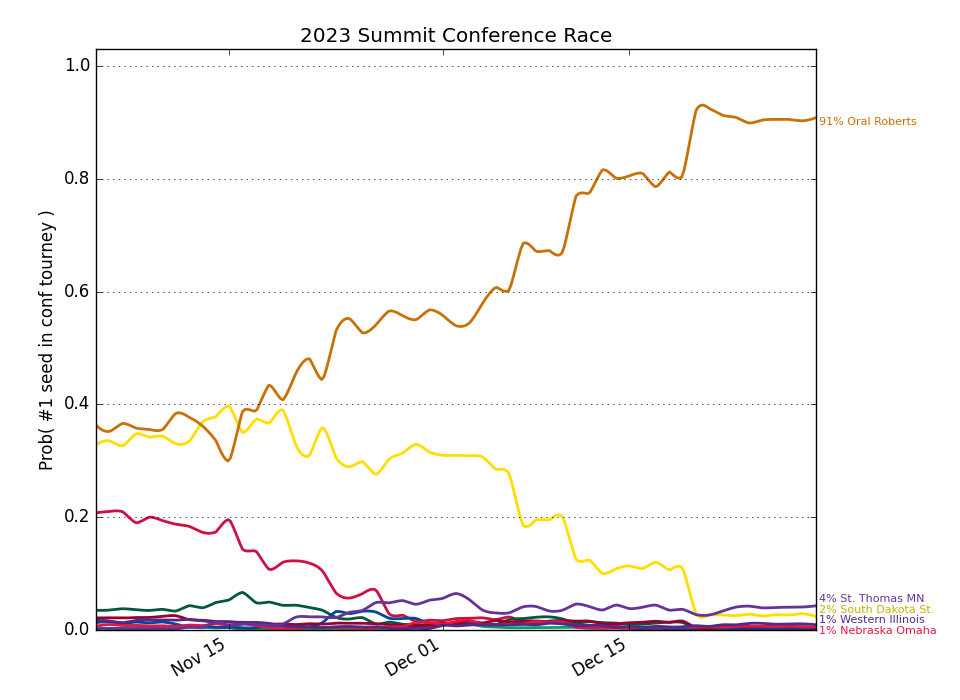 2023 Summit Conference Race
Prob( #1 seed in conf tourney )
1.0
0.8
0.6
0.4
0.2
0.0
Nov 15
Dec 01
Dec 15
91% Oral Roberts
4% St. Thomas MN
2% South Dakota St.
1% Western Illinois
1% Nebraska Omaha